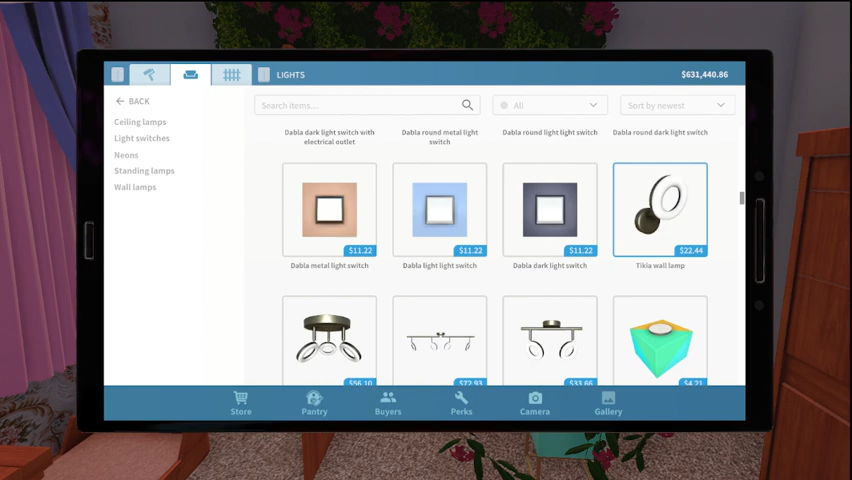 LIGHTS
$631,440.86
BACK
Search items...
All
Sort by newest
Ceiling lamps
Light switches
Neons
Standing lamps
Wall lamps
Dabla dark light switch with
electrical outlet
Dabla round metal light
switch
Dabla round light light switch
Dabla round dark light switch
$11.22
$11.22
$11.22
$22.44
Dabla metal light switch
Dabla light light switch
Dabla dark light switch
Tikia wall lamp
$56.10
$72.93
$33.66
$4.21
Store
Pantry
Buyers
Perks
Camera
Gallery